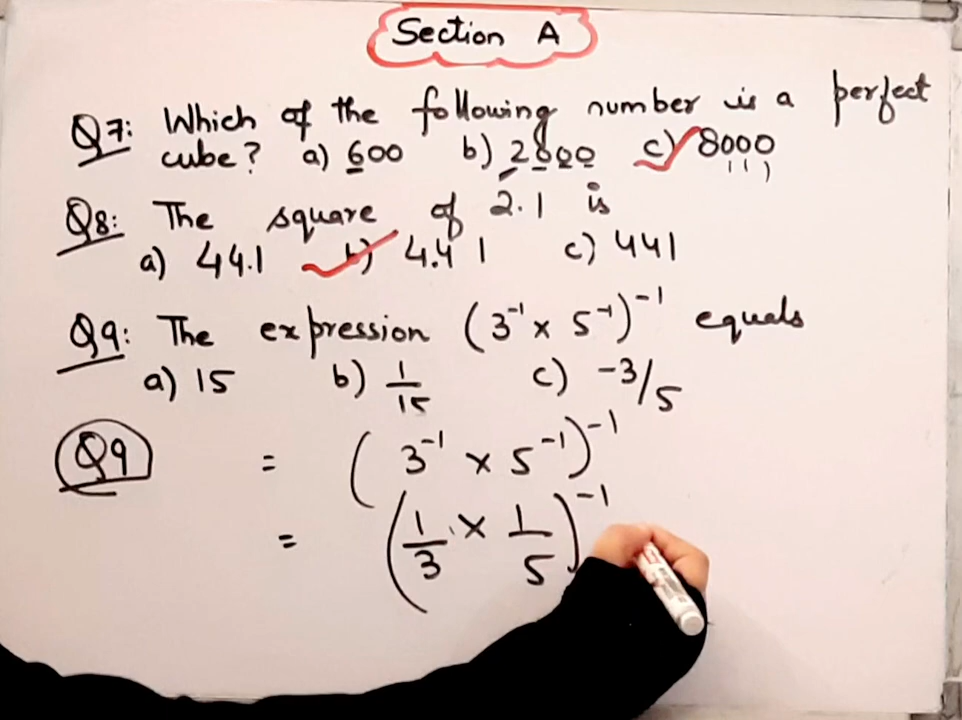 Section A
Q7: Which of the following number is a perfect
cube? a) 600 b) 2000 c) 8000
Q8: The square of 2.1 is
a) 44.1 b) 4.41 c) 441
Q9: The expression (3⁻¹ × 5⁻¹)⁻¹ equals
a) 15 b) 1/15 c) -3/5
Q9 = (3⁻¹ × 5⁻¹)⁻¹
= (1/3 × 1/5)⁻¹